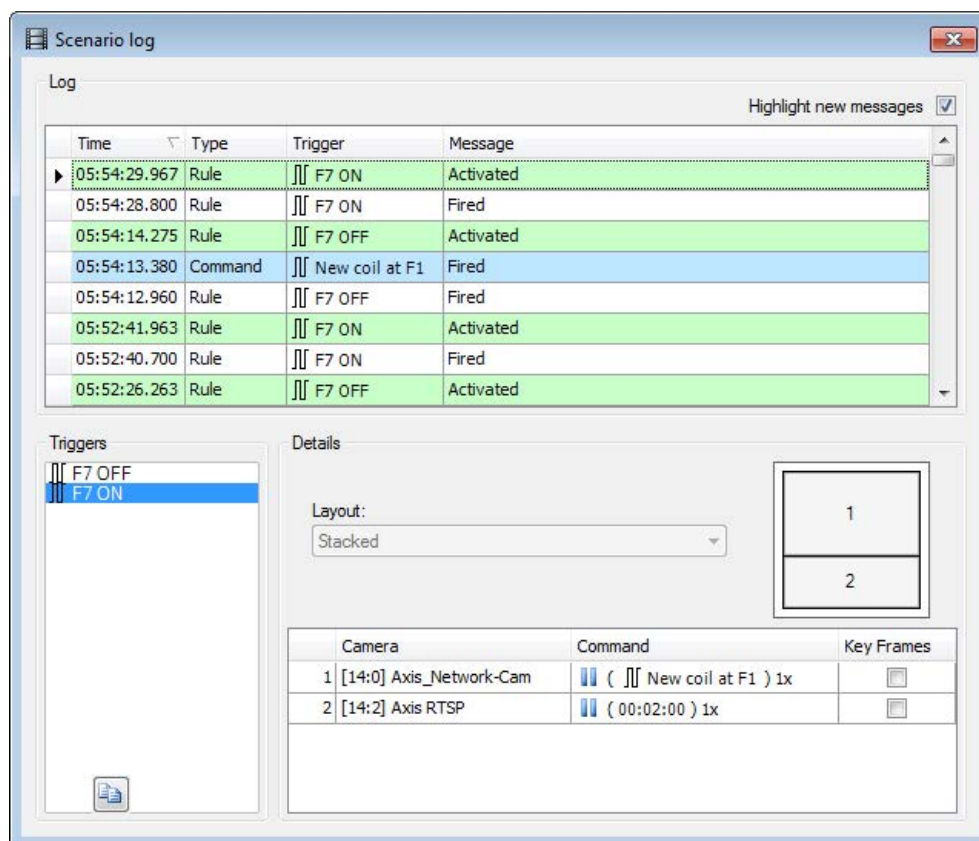 Scenario log
Log
Highlight new messages
Time Type Trigger Message
05:54:29.967 Rule F7 ON Activated
05:54:28.800 Rule F7 ON Fired
05:54:14.275 Rule F7 OFF Activated
05:54:13.380 Command New coil at F1 Fired
05:54:12.960 Rule F7 OFF Fired
05:52:41.963 Rule F7 ON Activated
05:52:40.700 Rule F7 ON Fired
05:52:26.263 Rule F7 OFF Activated
Triggers
F7 OFF
F7 ON
Details
Layout:
Stacked
1
2
Camera Command Key Frames
1 [14:0] Axis_Network-Cam ( New coil at F1 ) 1x
2 [14:2] Axis RTSP ( 00:02:00 ) 1x